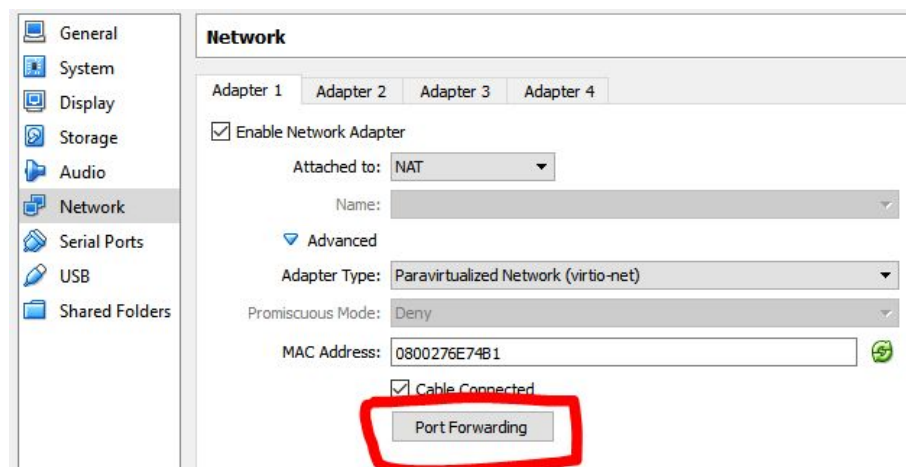 General
System
Display
Storage
Audio
Network
Serial Ports
USB
Shared Folders
Network
Adapter 1 Adapter 2 Adapter 3 Adapter 4
Enable Network Adapter
Attached to: NAT
Name:
Advanced
Adapter Type: Paravirtualized Network (virtio-net)
Promiscuous Mode: Deny
MAC Address: 0800276E74B1
Cable Connected
Port Forwarding